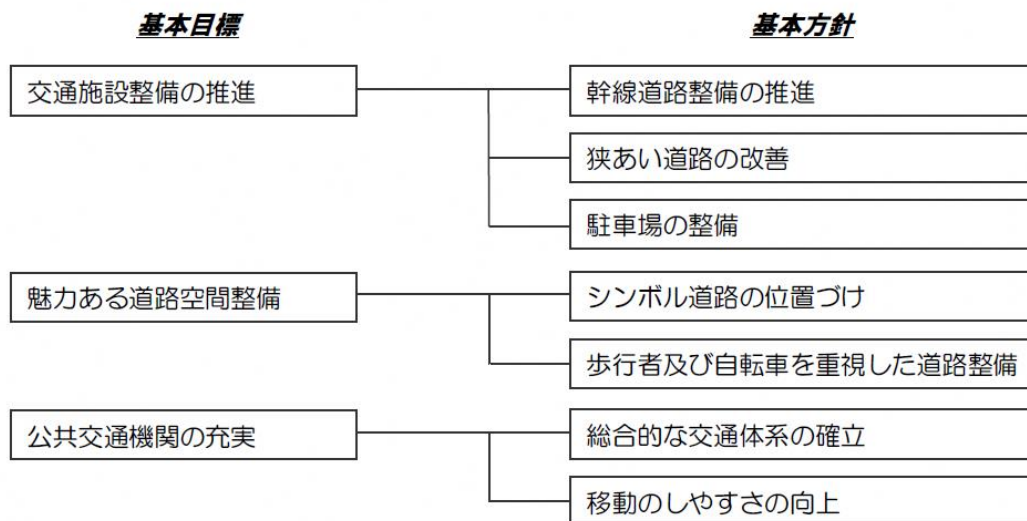 基本目標
基本方針
交通施設整備の推進
幹線道路整備の推進
狭あい道路の改善
駐車場の整備
魅力ある道路空間整備
シンボル道路の位置づけ
歩行者及び自転車を重視した道路整備
公共交通機関の充実
総合的な交通体系の確立
移動のしやすさの向上